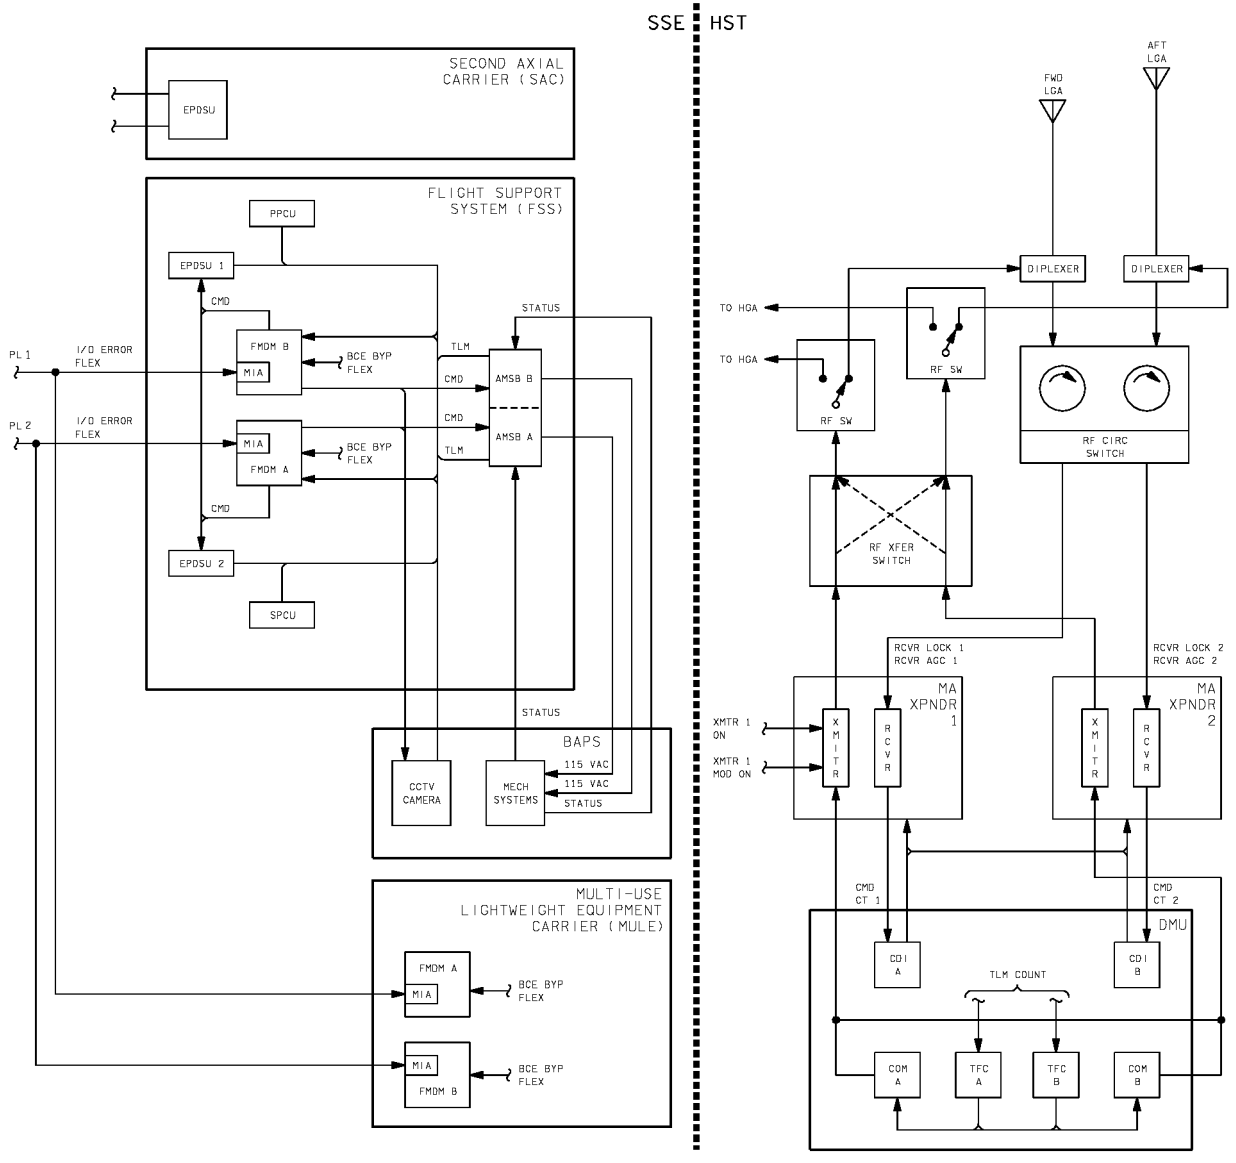 SSE HST
SECOND AXIAL
CARRIER (SAC)
EPDSU
FLIGHT SUPPORT
SYSTEM (FSS)
PPCU
EPDSU 1
CMD
STATUS
FMDM B
MIA
BCE BYP
FLEX
TLM
CMD
AMSB B
PL1
I/O ERROR
FLEX
PL2
I/O ERROR
FLEX
MIA
FMDM A
BCE BYP
FLEX
CMD
TLM
AMSB A
CMD
EPDSU 2
SPCU
STATUS
BAPS
CCTV
CAMERA
MECH
SYSTEMS
115 VAC
115 VAC
STATUS
MULTI-USE
LIGHTWEIGHT EQUIPMENT
CARRIER (MULE)
FMDM A
MIA
BCE BYP
FLEX
MIA
FMDM B
BCE BYP
FLEX
AFT
LGA
FWD
LGA
DIPLEXER
DIPLEXER
TO HGA
TO HGA
RF SW
RF SW
RF CIRC
SWITCH
RF XFER
SWITCH
RCVR LOCK 1
RCVR AGC 1
RCVR LOCK 2
RCVR AGC 2
MA
XPNDR
1
MA
XPNDR
2
XMTR 1
ON
XMTR 1
MOD ON
XMITR
RCVR
XMITR
RCVR
CMD
CT 1
CMD
CT 2
DMU
CDI
A
CDI
B
TLM COUNT
COM
A
TFC
A
TFC
B
COM
B